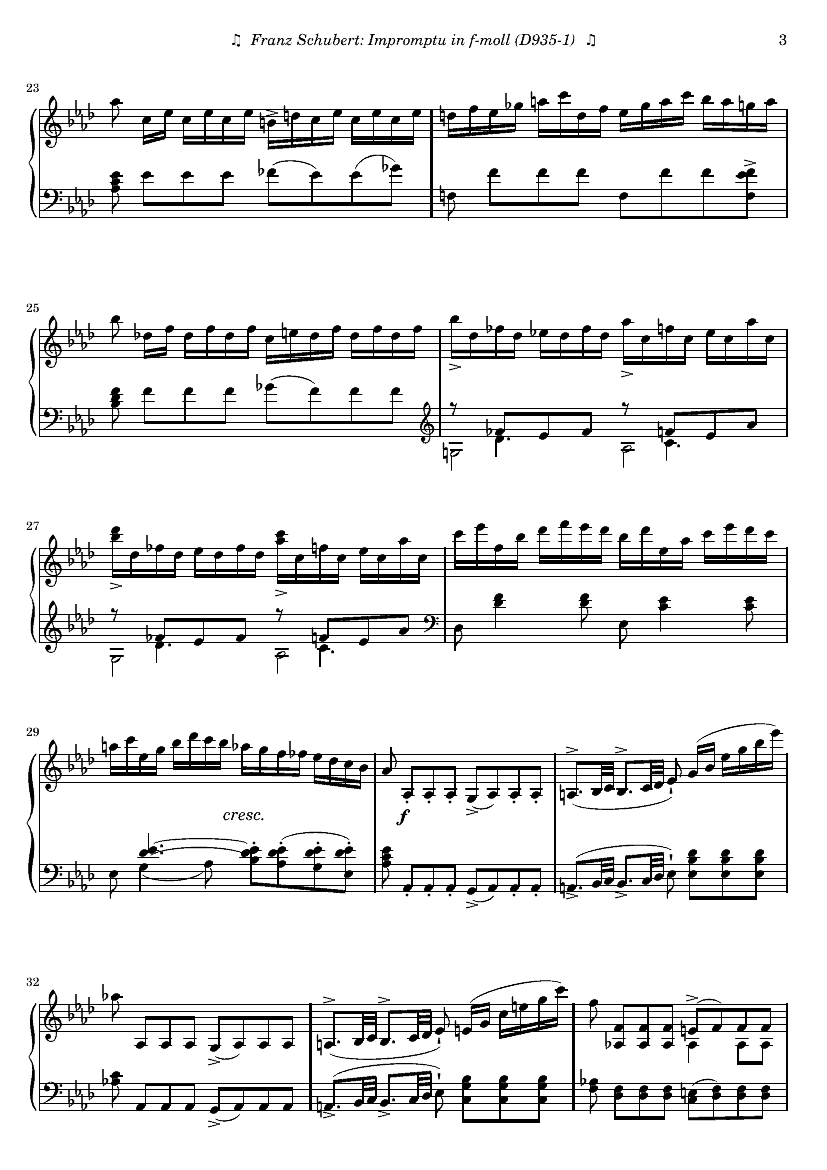 ♫ Franz Schubert: Impromptu in f-moll (D935-1) ♫ 3
23
25
27
29
cresc.
f
32